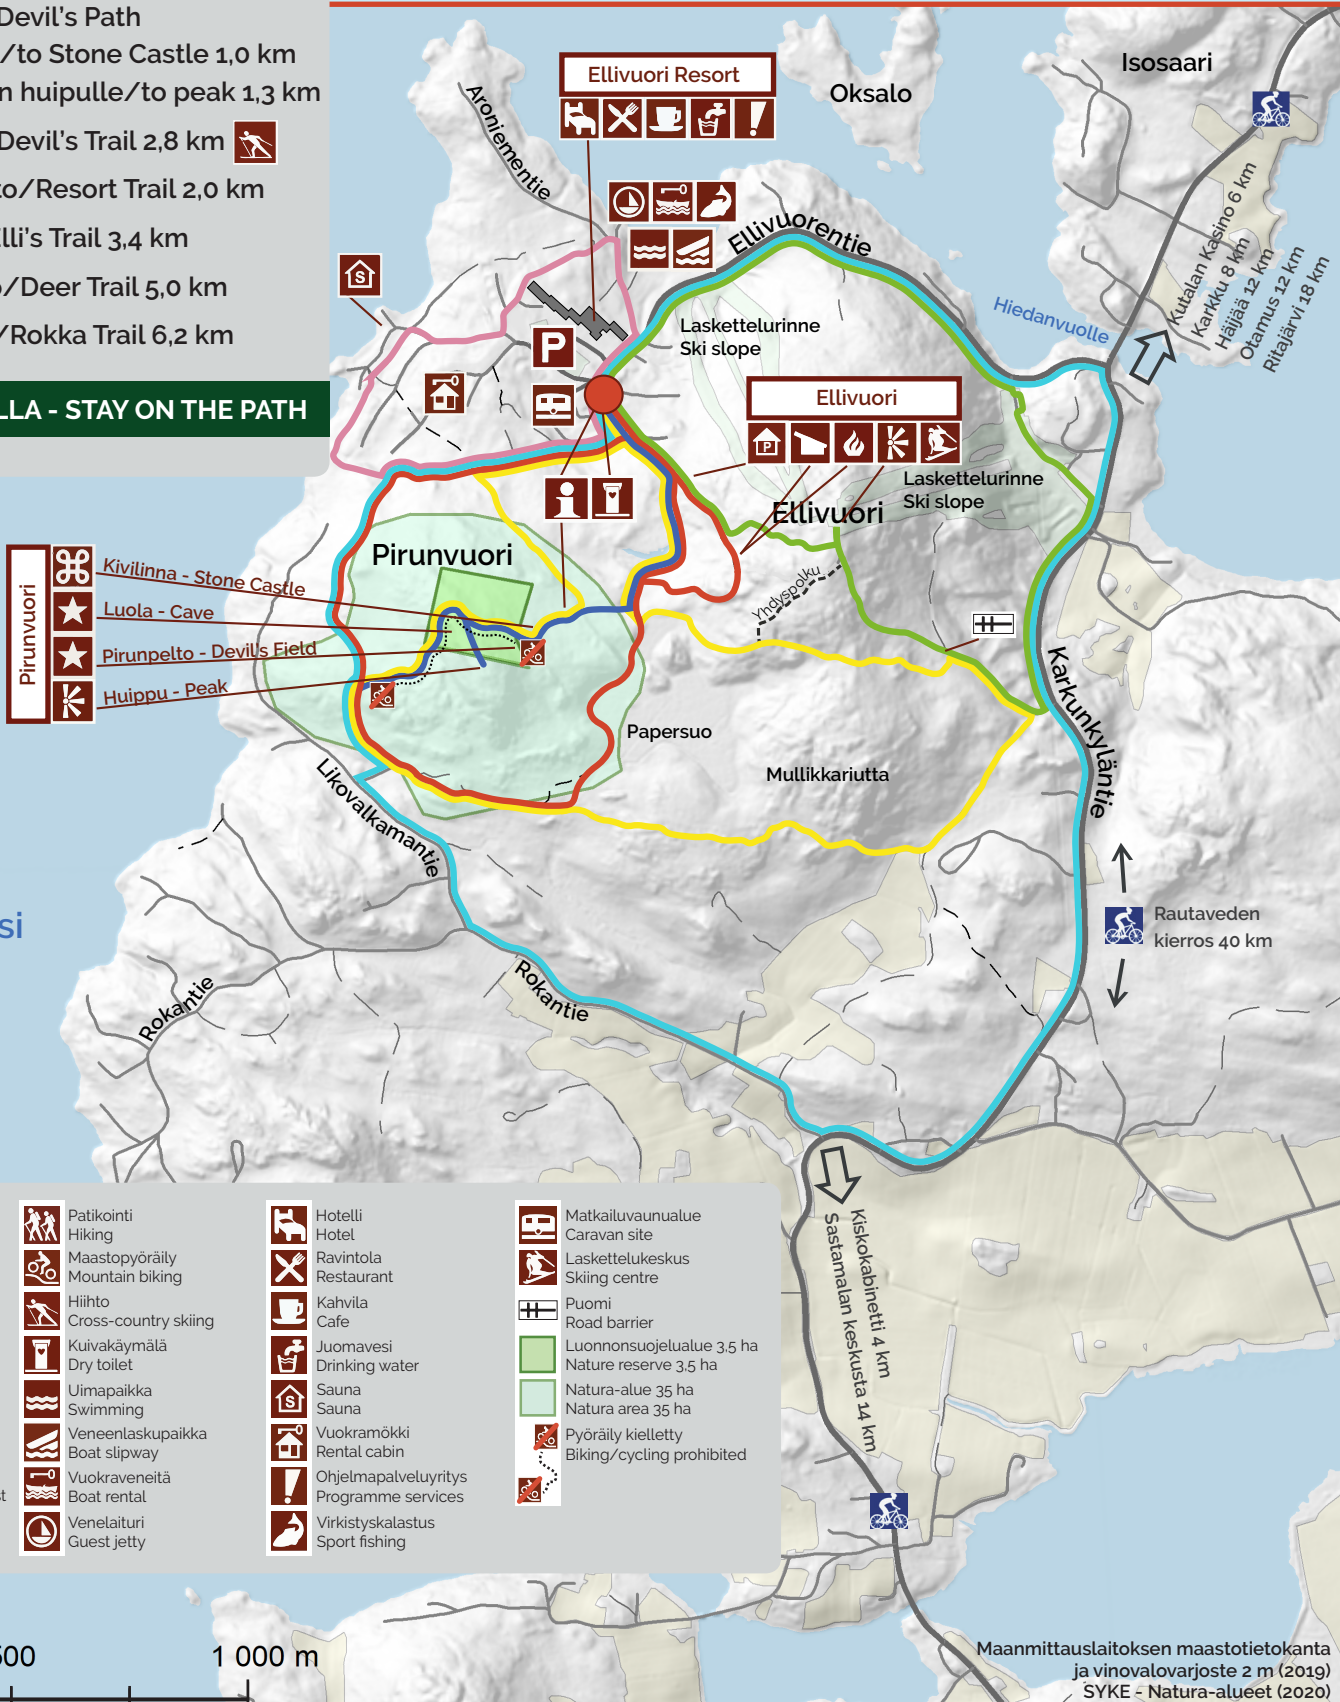 Devil's Path
/to Stone Castle 1,0 km
n huipulle/to peak 1,3 km
Devil's Trail 2,8 km
to/Resort Trail 2,0 km
lli's Trail 3,4 km
o/Deer Trail 5,0 km
/Rokka Trail 6,2 km
LLA - STAY ON THE PATH
Ellivuori Resort
Aroniementie
Oksalo
Isosaari
Ellivuorentie
Hiedanvuolle
Kutalan Kasino 6 km
Karkku 8 km
Häijää 12 km
Otamus 12 km
Ritajärvi 18 km
S
P
Laskettelurinne
Ski slope
Ellivuori
P
Laskettelurinne
Ski slope
Ellivuori
Pirunvuori
Pirunvuori
Kivilinna - Stone Castle
Luola - Cave
Pirunpelto - Devil's Field
Huippu - Peak
Yhdyspolku
Karkunkyläntie
Papersuo
Mullikkariutta
Likovalkamantie
si
Rautaveden
kierros 40 km
Rokantie
Rokantie
Kiskokabinetti 4 km
Sastamalan keskusta 14 km
Patikointi
Hiking
Maastopyöräily
Mountain biking
Hiihto
Cross-country skiing
Kuivakäymälä
Dry toilet
Uimapaikka
Swimming
Veneenlaskupaikka
Boat slipway
Vuokraveneitä
Boat rental
st
Venelaituri
Guest jetty
Hotelli
Hotel
Ravintola
Restaurant
Kahvila
Cafe
Juomavesi
Drinking water
S
Sauna
Sauna
Vuokramökki
Rental cabin
Ohjelmapalveluyritys
Programme services
Virkistyskalastus
Sport fishing
Matkailuvaunualue
Caravan site
Laskettelukeskus
Skiing centre
Puomi
Road barrier
Luonnonsuojelualue 3,5 ha
Nature reserve 3,5 ha
Natura-alue 35 ha
Natura area 35 ha
Pyöräily kielletty
Biking/cycling prohibited
500
1 000 m
Maanmittauslaitoksen maastotietokanta
ja vinovalovarjoste 2 m (2019)
SYKE - Natura-alueet (2020)